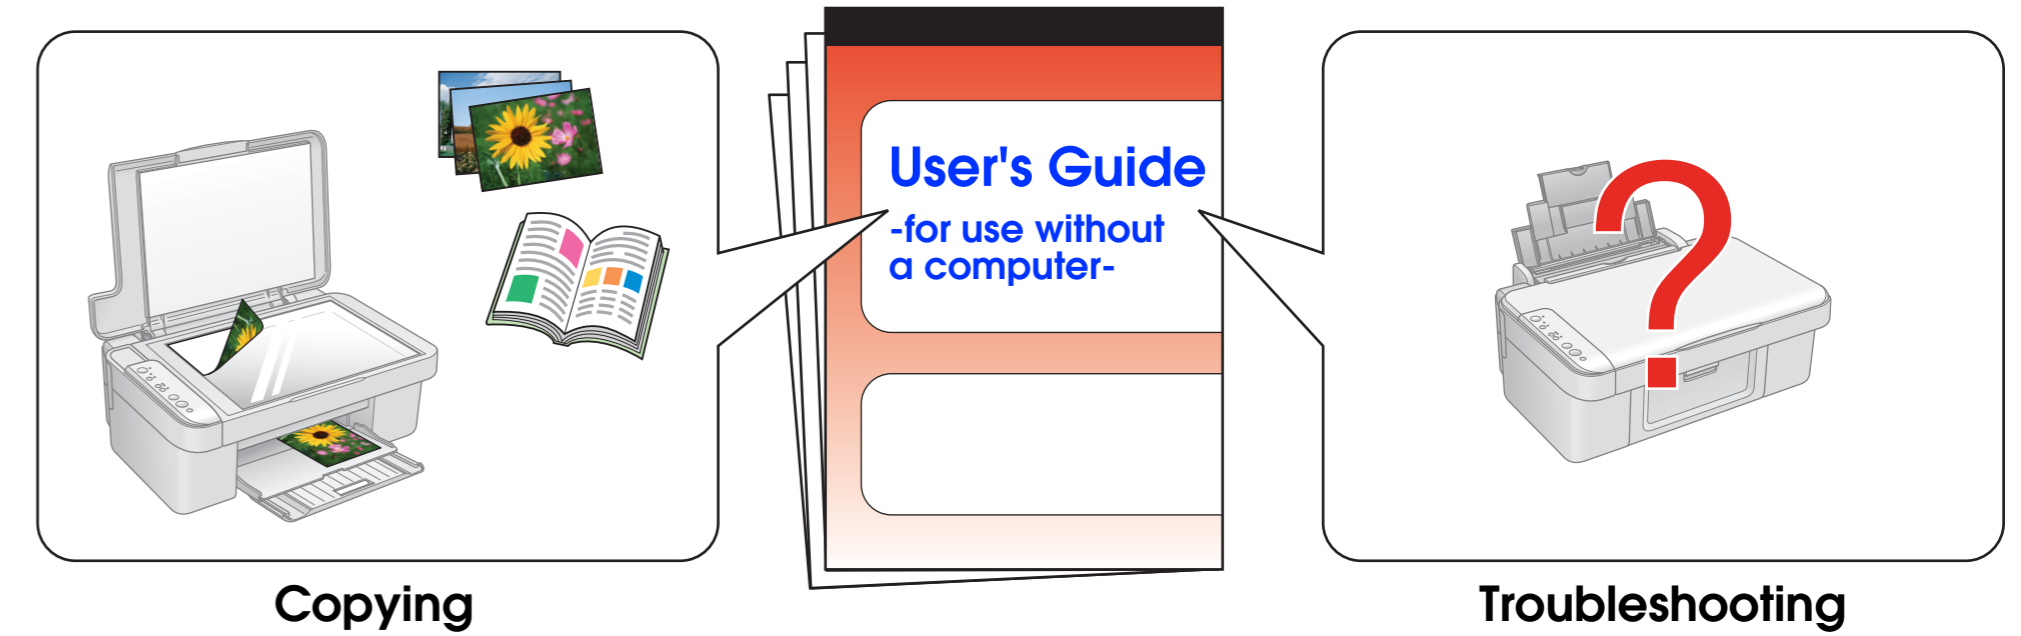 User's Guide
-for use without
a computer-
Copying
Troubleshooting